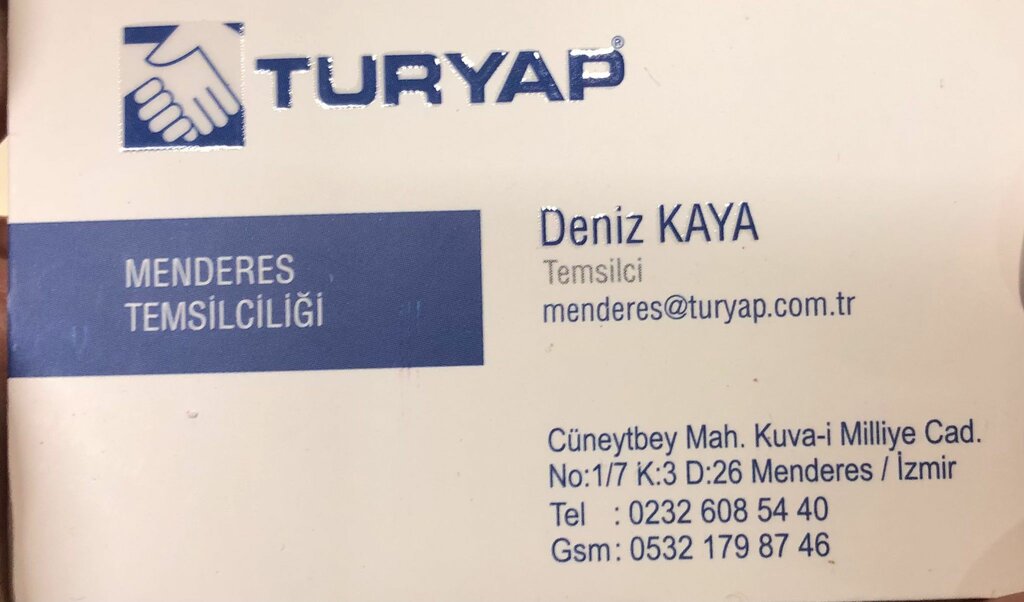 TURYAP®
MENDERES
TEMSİLCİLİĞİ
Deniz KAYA
Temsilci
menderes@turyap.com.tr
Cüneytbey Mah. Kuva-i Milliye Cad.
No:1/7 K:3 D:26 Menderes / İzmir
Tel : 0232 608 54 40
Gsm : 0532 179 87 46